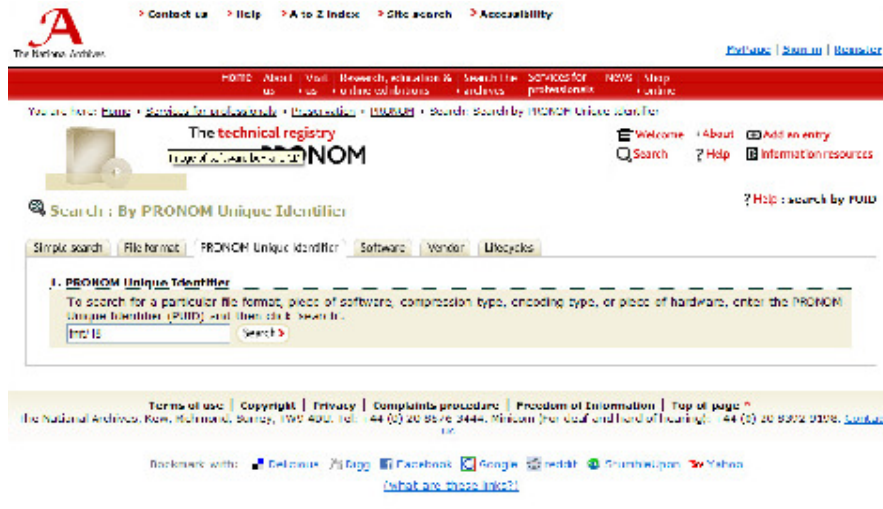 > Contact us > Help > A to Z index > Site search > Accessibility
A
The National Archives
MyPage | Sign in | Register
Home About us Visit us Research, education & online exhibitions Search the archives Services for professionals News Shop online
You are here: Home > Services for professionals > Preservation > PRONOM > Search: Search by PRONOM Unique Identifier
The technical registry
PRONOM
Welcome About Add an entry
Search ? Help Information resources
? Help : search by PUID
Search : By PRONOM Unique Identifier
Simple search File format PRONOM Unique Identifier Software Vendor Lifecycles
1. PRONOM Unique Identifier
To search for a particular file format, piece of software, compression type, encoding type, or piece of hardware, enter the PRONOM
Unique Identifier (PUID) and then click 'search'.
Search >
Terms of use | Copyright | Privacy | Complaints procedure | Freedom of Information | Top of page ^
The National Archives, Kew, Richmond, Surrey, TW9 4DU. Tel: +44 (0) 20 8876 3444. Minicom (For deaf and hard of hearing): +44 (0) 20 8392 9198. Contact
us
Bookmark with: Delicious Digg Facebook Google reddit StumbleUpon Yahoo
(what are these links?)